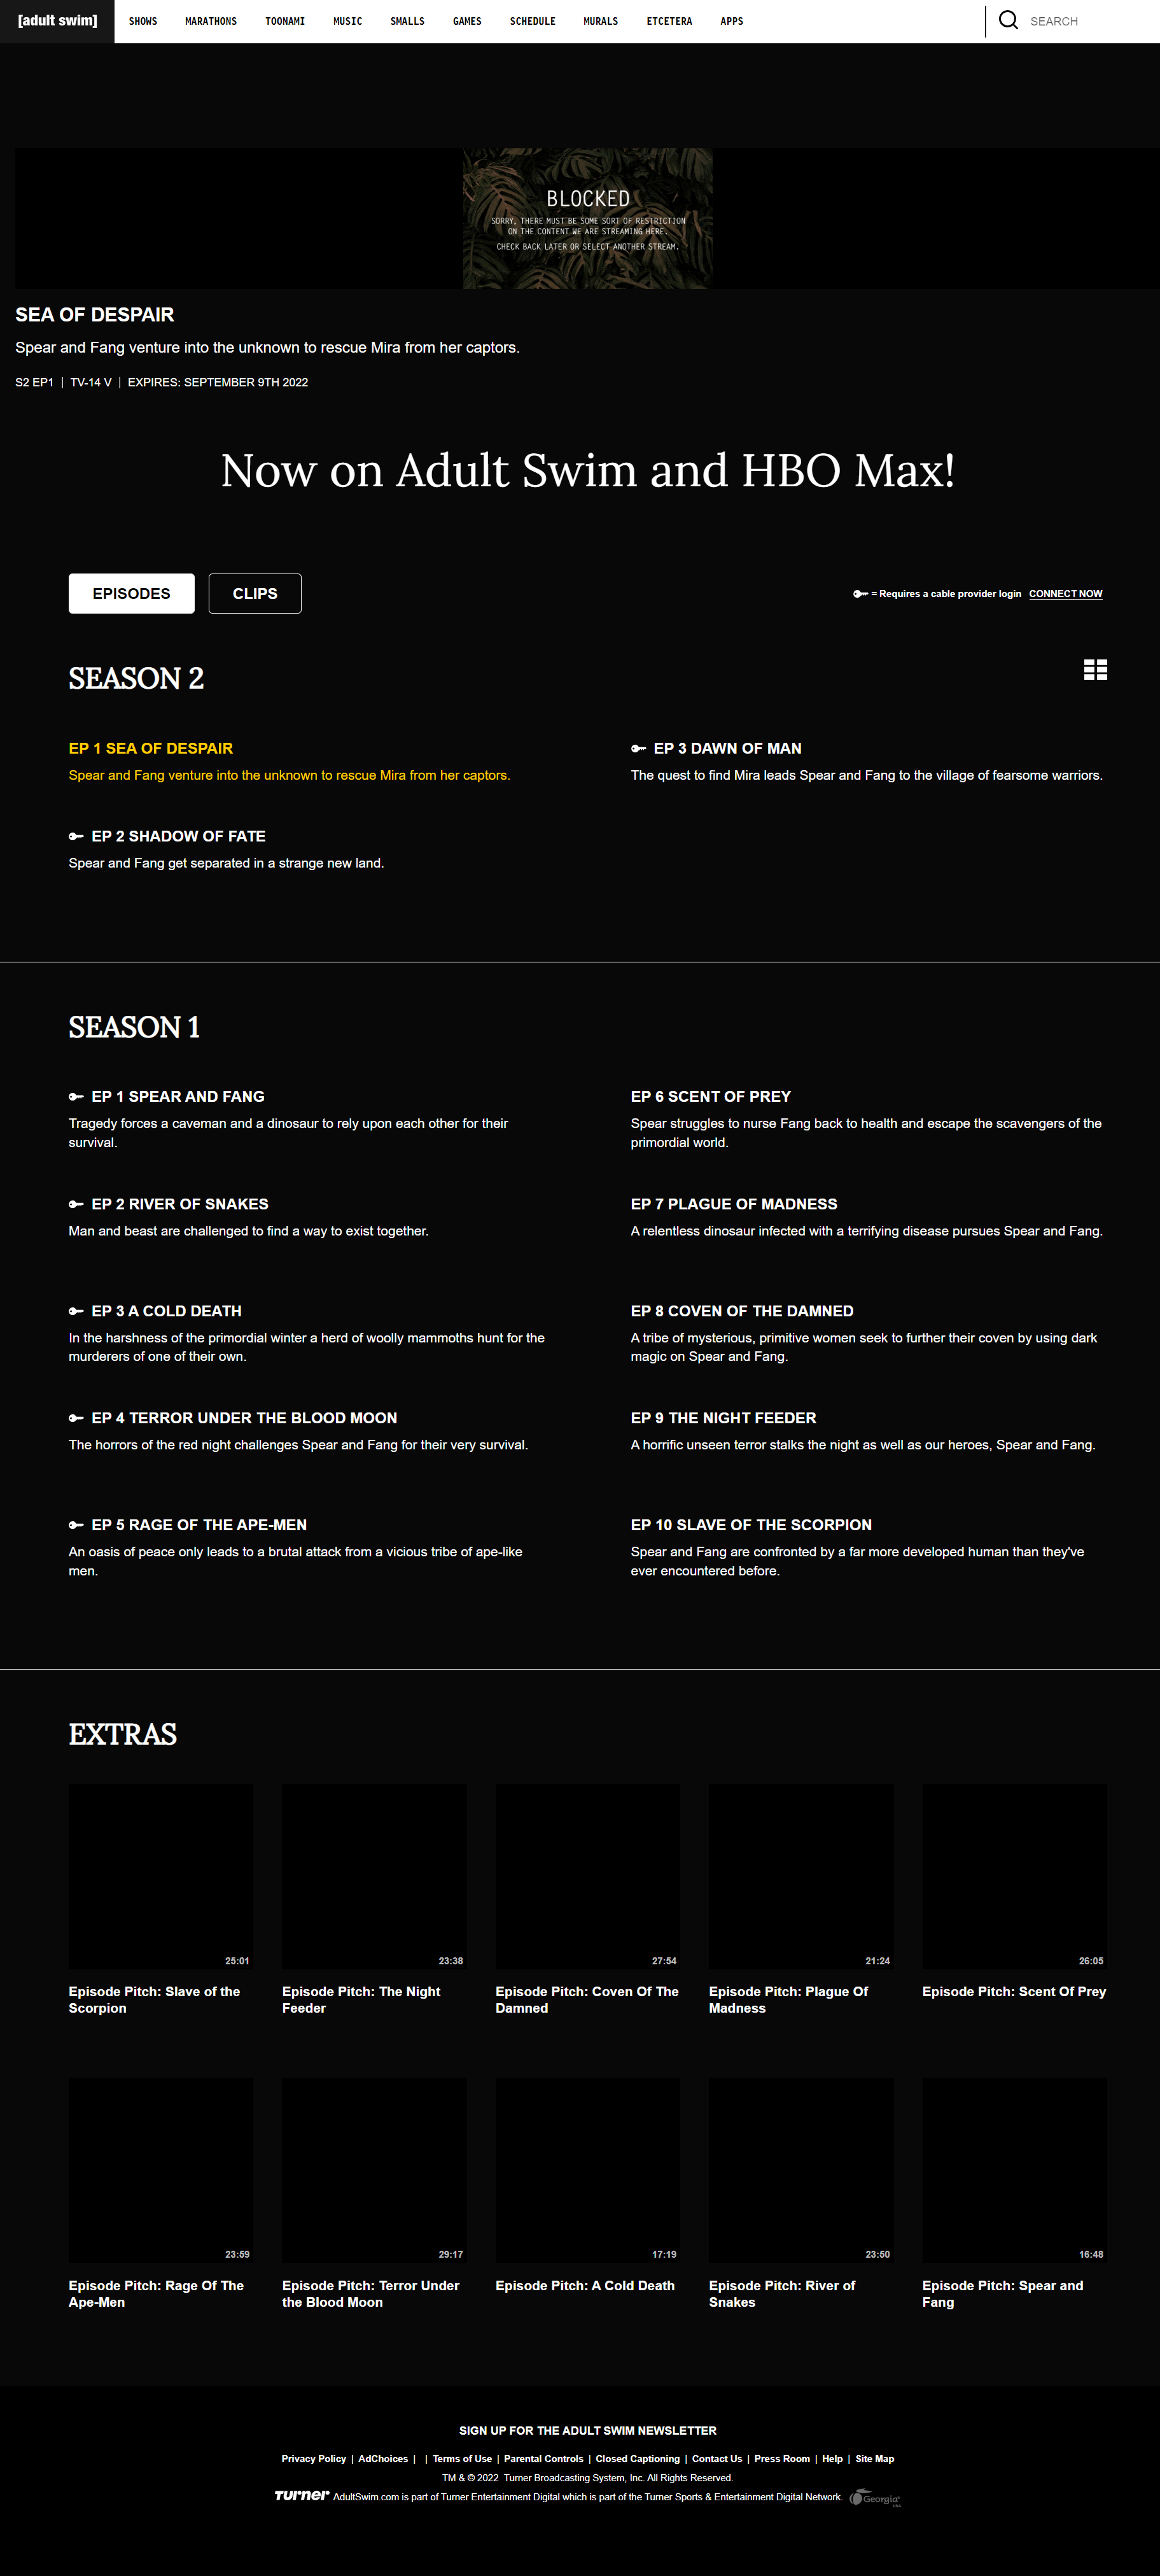 [adult swim]
SHOWS MARATHONS TOONAMI MUSIC SMALLS GAMES SCHEDULE MURALS ETCETERA APPS SEARCH
BLOCKED
SORRY, THERE MUST BE SOME SORT OF RESTRICTION
ON THE CONTENT WE ARE STREAMING HERE.
CHECK BACK LATER OR SELECT ANOTHER STREAM.
SEA OF DESPAIR
Spear and Fang venture into the unknown to rescue Mira from her captors.
S2 EP1 | TV-14 V | EXPIRES: SEPTEMBER 9TH 2022
Now on Adult Swim and HBO Max!
EPISODES CLIPS = Requires a cable provider login CONNECT NOW
SEASON 2
EP 1 SEA OF DESPAIR
Spear and Fang venture into the unknown to rescue Mira from her captors.
EP 2 SHADOW OF FATE
Spear and Fang get separated in a strange new land.
EP 3 DAWN OF MAN
The quest to find Mira leads Spear and Fang to the village of fearsome warriors.
SEASON 1
EP 1 SPEAR AND FANG
Tragedy forces a caveman and a dinosaur to rely upon each other for their
survival.
EP 2 RIVER OF SNAKES
Man and beast are challenged to find a way to exist together.
EP 3 A COLD DEATH
In the harshness of the primordial winter a herd of woolly mammoths hunt for the
murderers of one of their own.
EP 4 TERROR UNDER THE BLOOD MOON
The horrors of the red night challenges Spear and Fang for their very survival.
EP 5 RAGE OF THE APE-MEN
An oasis of peace only leads to a brutal attack from a vicious tribe of ape-like
men.
EP 6 SCENT OF PREY
Spear struggles to nurse Fang back to health and escape the scavengers of the
primordial world.
EP 7 PLAGUE OF MADNESS
A relentless dinosaur infected with a terrifying disease pursues Spear and Fang.
EP 8 COVEN OF THE DAMNED
A tribe of mysterious, primitive women seek to further their coven by using dark
magic on Spear and Fang.
EP 9 THE NIGHT FEEDER
A horrific unseen terror stalks the night as well as our heroes, Spear and Fang.
EP 10 SLAVE OF THE SCORPION
Spear and Fang are confronted by a far more developed human than they've
ever encountered before.
EXTRAS
25:01
Episode Pitch: Slave of the
Scorpion
23:38
Episode Pitch: The Night
Feeder
27:54
Episode Pitch: Coven Of The
Damned
21:24
Episode Pitch: Plague Of
Madness
26:05
Episode Pitch: Scent Of Prey
23:59
Episode Pitch: Rage Of The
Ape-Men
29:17
Episode Pitch: Terror Under
the Blood Moon
17:19
Episode Pitch: A Cold Death
23:50
Episode Pitch: River of
Snakes
16:48
Episode Pitch: Spear and
Fang
SIGN UP FOR THE ADULT SWIM NEWSLETTER
Privacy Policy | AdChoices | | Terms of Use | Parental Controls | Closed Captioning | Contact Us | Press Room | Help | Site Map
TM & © 2022 Turner Broadcasting System, Inc. All Rights Reserved.
Turner AdultSwim.com is part of Turner Entertainment Digital which is part of the Turner Sports & Entertainment Digital Network. Georgia USA